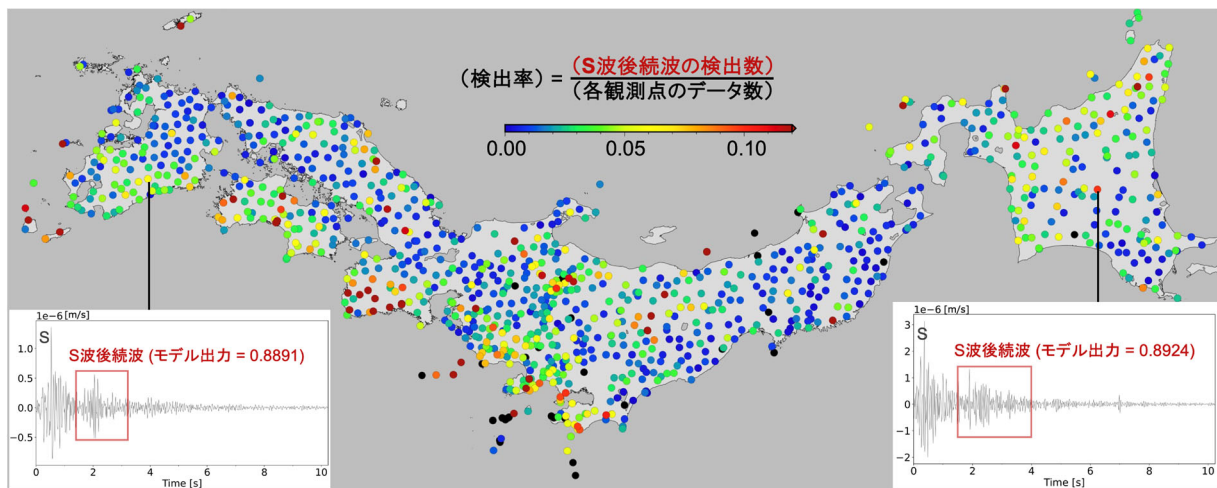 (検出率) = (S波後続波の検出数)
(各観測点のデータ数)
0.00 0.05 0.10
1e−6 [m/s]
S
S波後続波 (モデル出力 = 0.8891)
1.0
0.5
0.0
−0.5
0 2 4 6 8 10
Time [s]
1e−6 [m/s]
S
S波後続波 (モデル出力 = 0.8924)
3
2
1
0
−1
−2
0 2 4 6 8 10
Time [s]